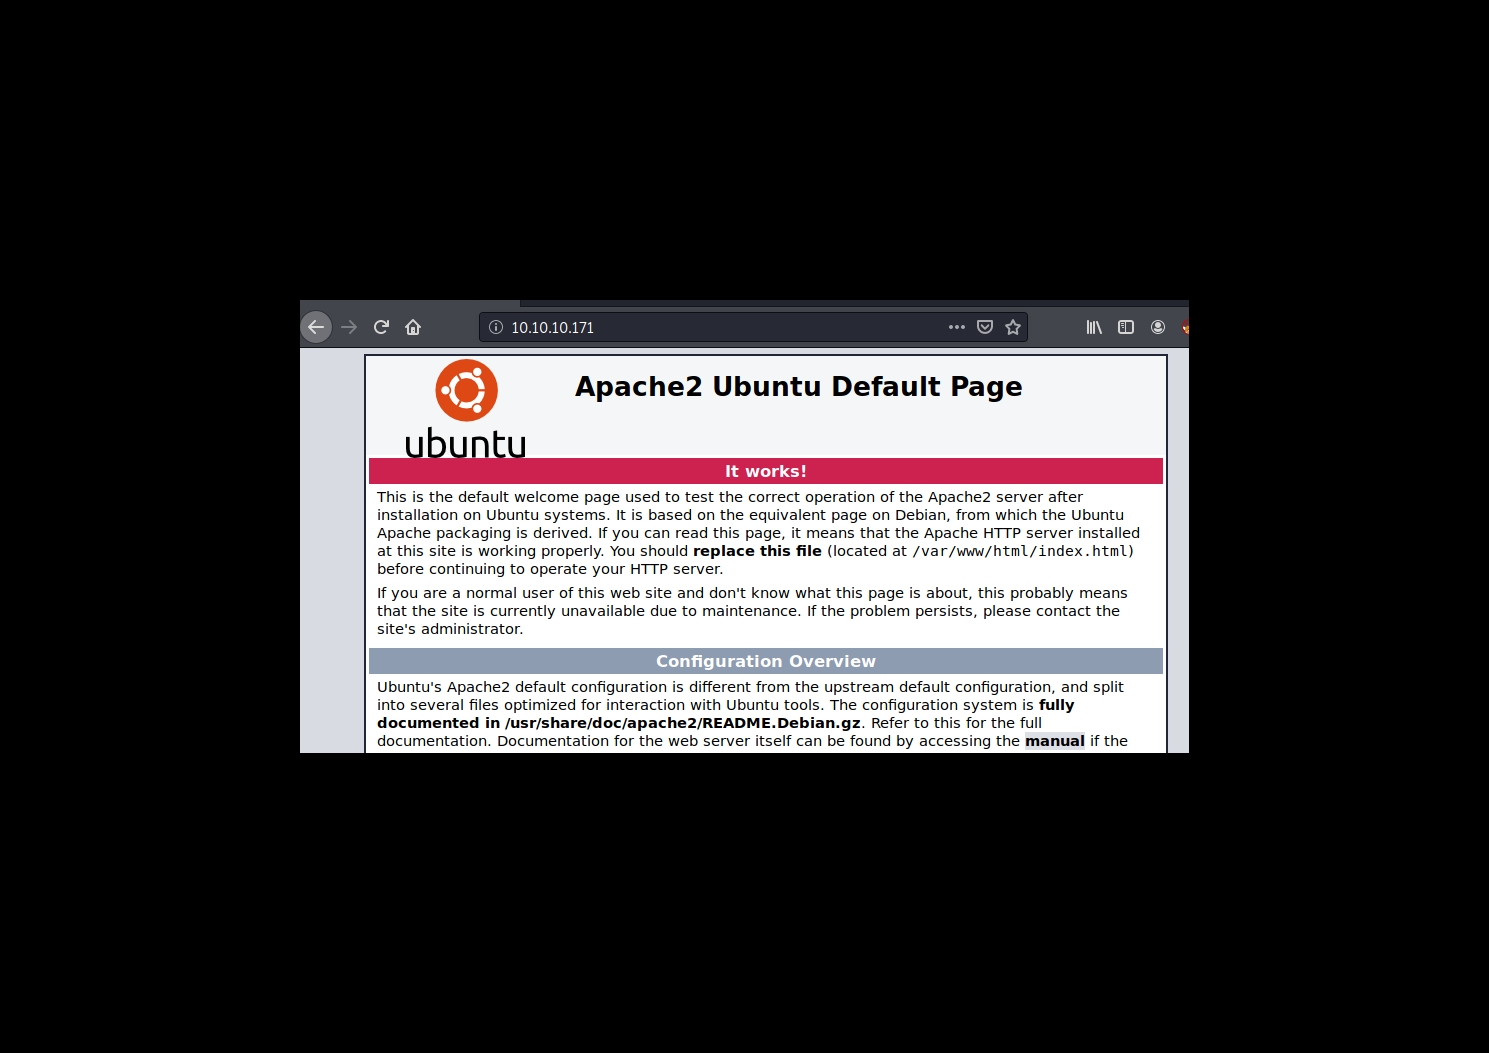 10.10.10.171
Apache2 Ubuntu Default Page
ubuntu
It works!
This is the default welcome page used to test the correct operation of the Apache2 server after
installation on Ubuntu systems. It is based on the equivalent page on Debian, from which the Ubuntu
Apache packaging is derived. If you can read this page, it means that the Apache HTTP server installed
at this site is working properly. You should replace this file (located at /var/www/html/index.html)
before continuing to operate your HTTP server.
If you are a normal user of this web site and don't know what this page is about, this probably means
that the site is currently unavailable due to maintenance. If the problem persists, please contact the
site's administrator.
Configuration Overview
Ubuntu's Apache2 default configuration is different from the upstream default configuration, and split
into several files optimized for interaction with Ubuntu tools. The configuration system is fully
documented in /usr/share/doc/apache2/README.Debian.gz. Refer to this for the full
documentation. Documentation for the web server itself can be found by accessing the manual if the